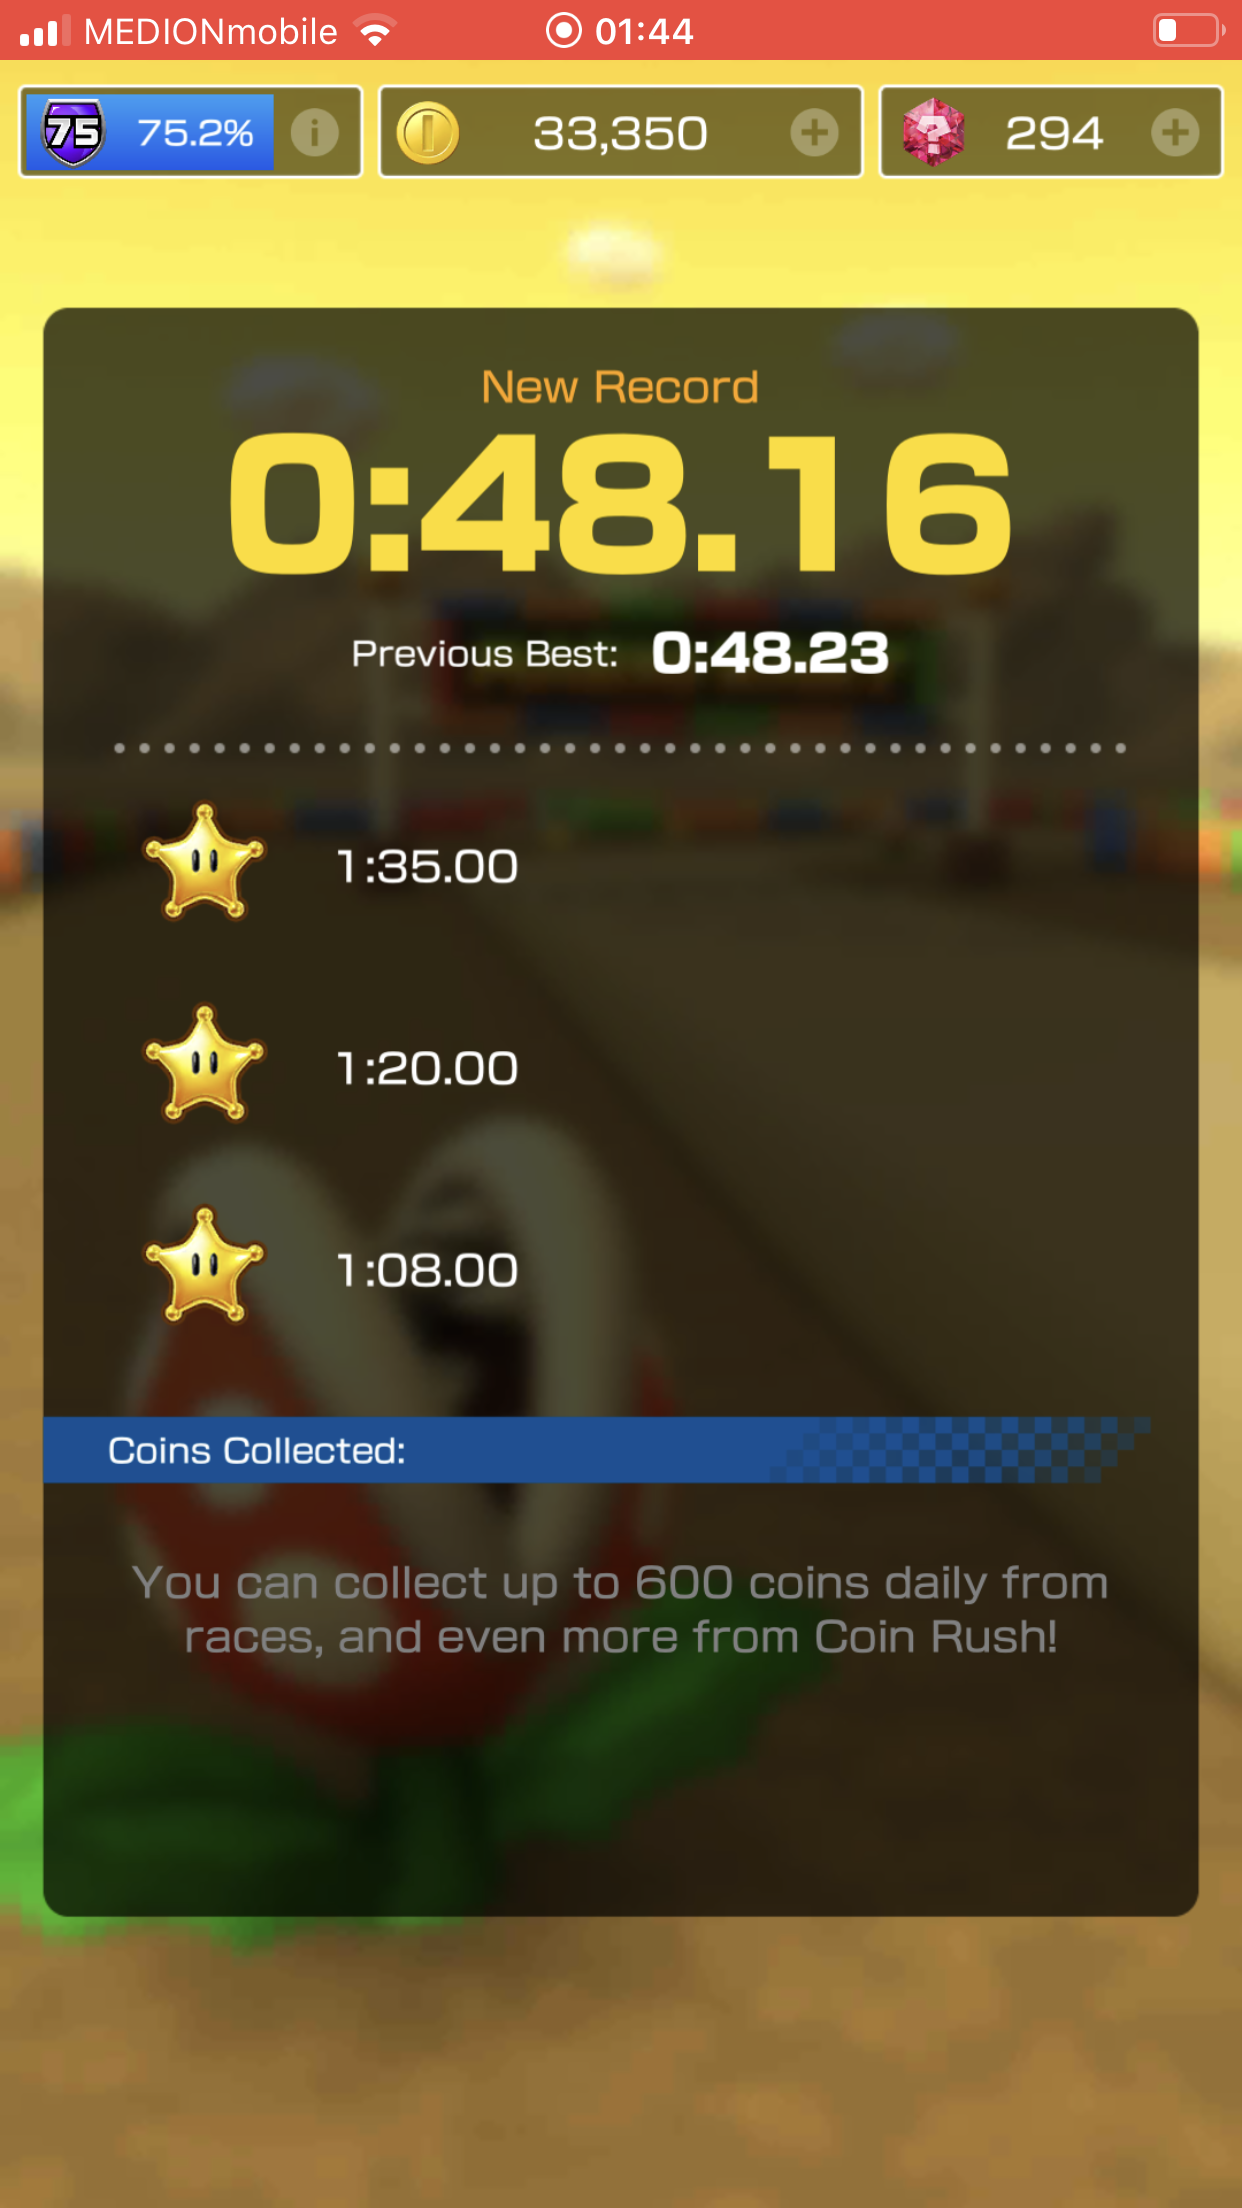 MEDIONmobile 01:44
75 75.2% 33,350 294
New Record
0:48.16
Previous Best: 0:48.23
1:35.00
1:20.00
1:08.00
Coins Collected:
You can collect up to 600 coins daily from
races, and even more from Coin Rush!